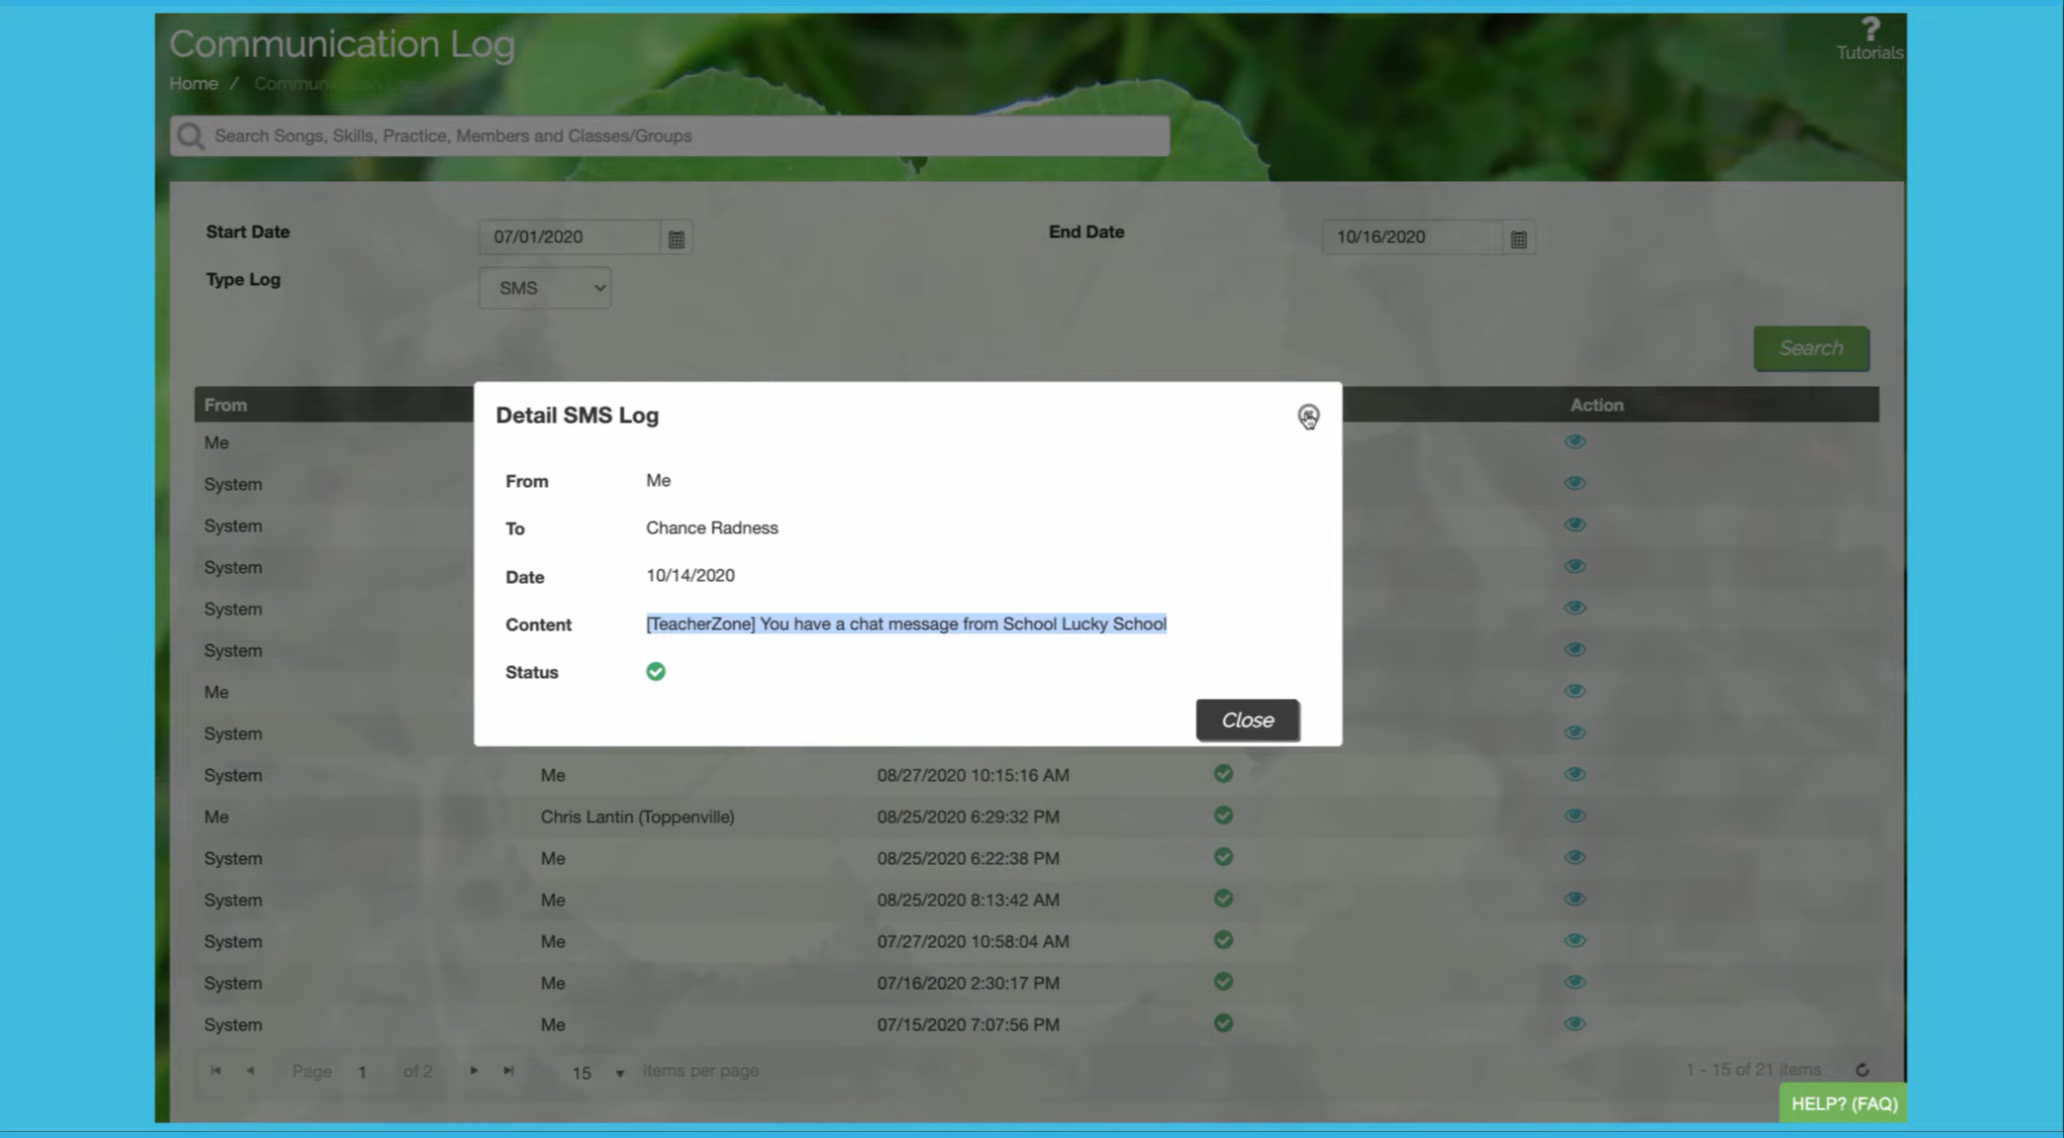 Communication Log
? Tutorials
Home / Commun
Search Songs, Skills, Practice, Members and Classes/Groups
Start Date 07/01/2020 End Date 10/16/2020
Type Log SMS
Search
From Action
Detail SMS Log
Me
From Me
System
To Chance Radness
System
Date 10/14/2020
System
Content [TeacherZone] You have a chat message from School Lucky School
System
Status
System
Me
Close
System
System Me 08/27/2020 10:15:16 AM
Me Chris Lantin (Toppenville) 08/25/2020 6:29:32 PM
System Me 08/25/2020 6:22:38 PM
System Me 08/25/2020 8:13:42 AM
System Me 07/27/2020 10:58:04 AM
System Me 07/16/2020 2:30:17 PM
System Me 07/15/2020 7:07:56 PM
Page 1 of 2 15 items per page 1 - 15 of 21 items
HELP? (FAQ)